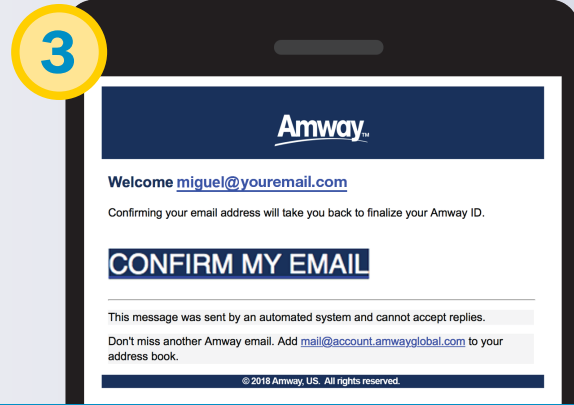 3
Amway™
Welcome miguel@youremail.com
Confirming your email address will take you back to finalize your Amway ID.
CONFIRM MY EMAIL
This message was sent by an automated system and cannot accept replies.
Don't miss another Amway email. Add mail@account.amwayglobal.com to your
address book.
© 2018 Amway, US. All rights reserved.